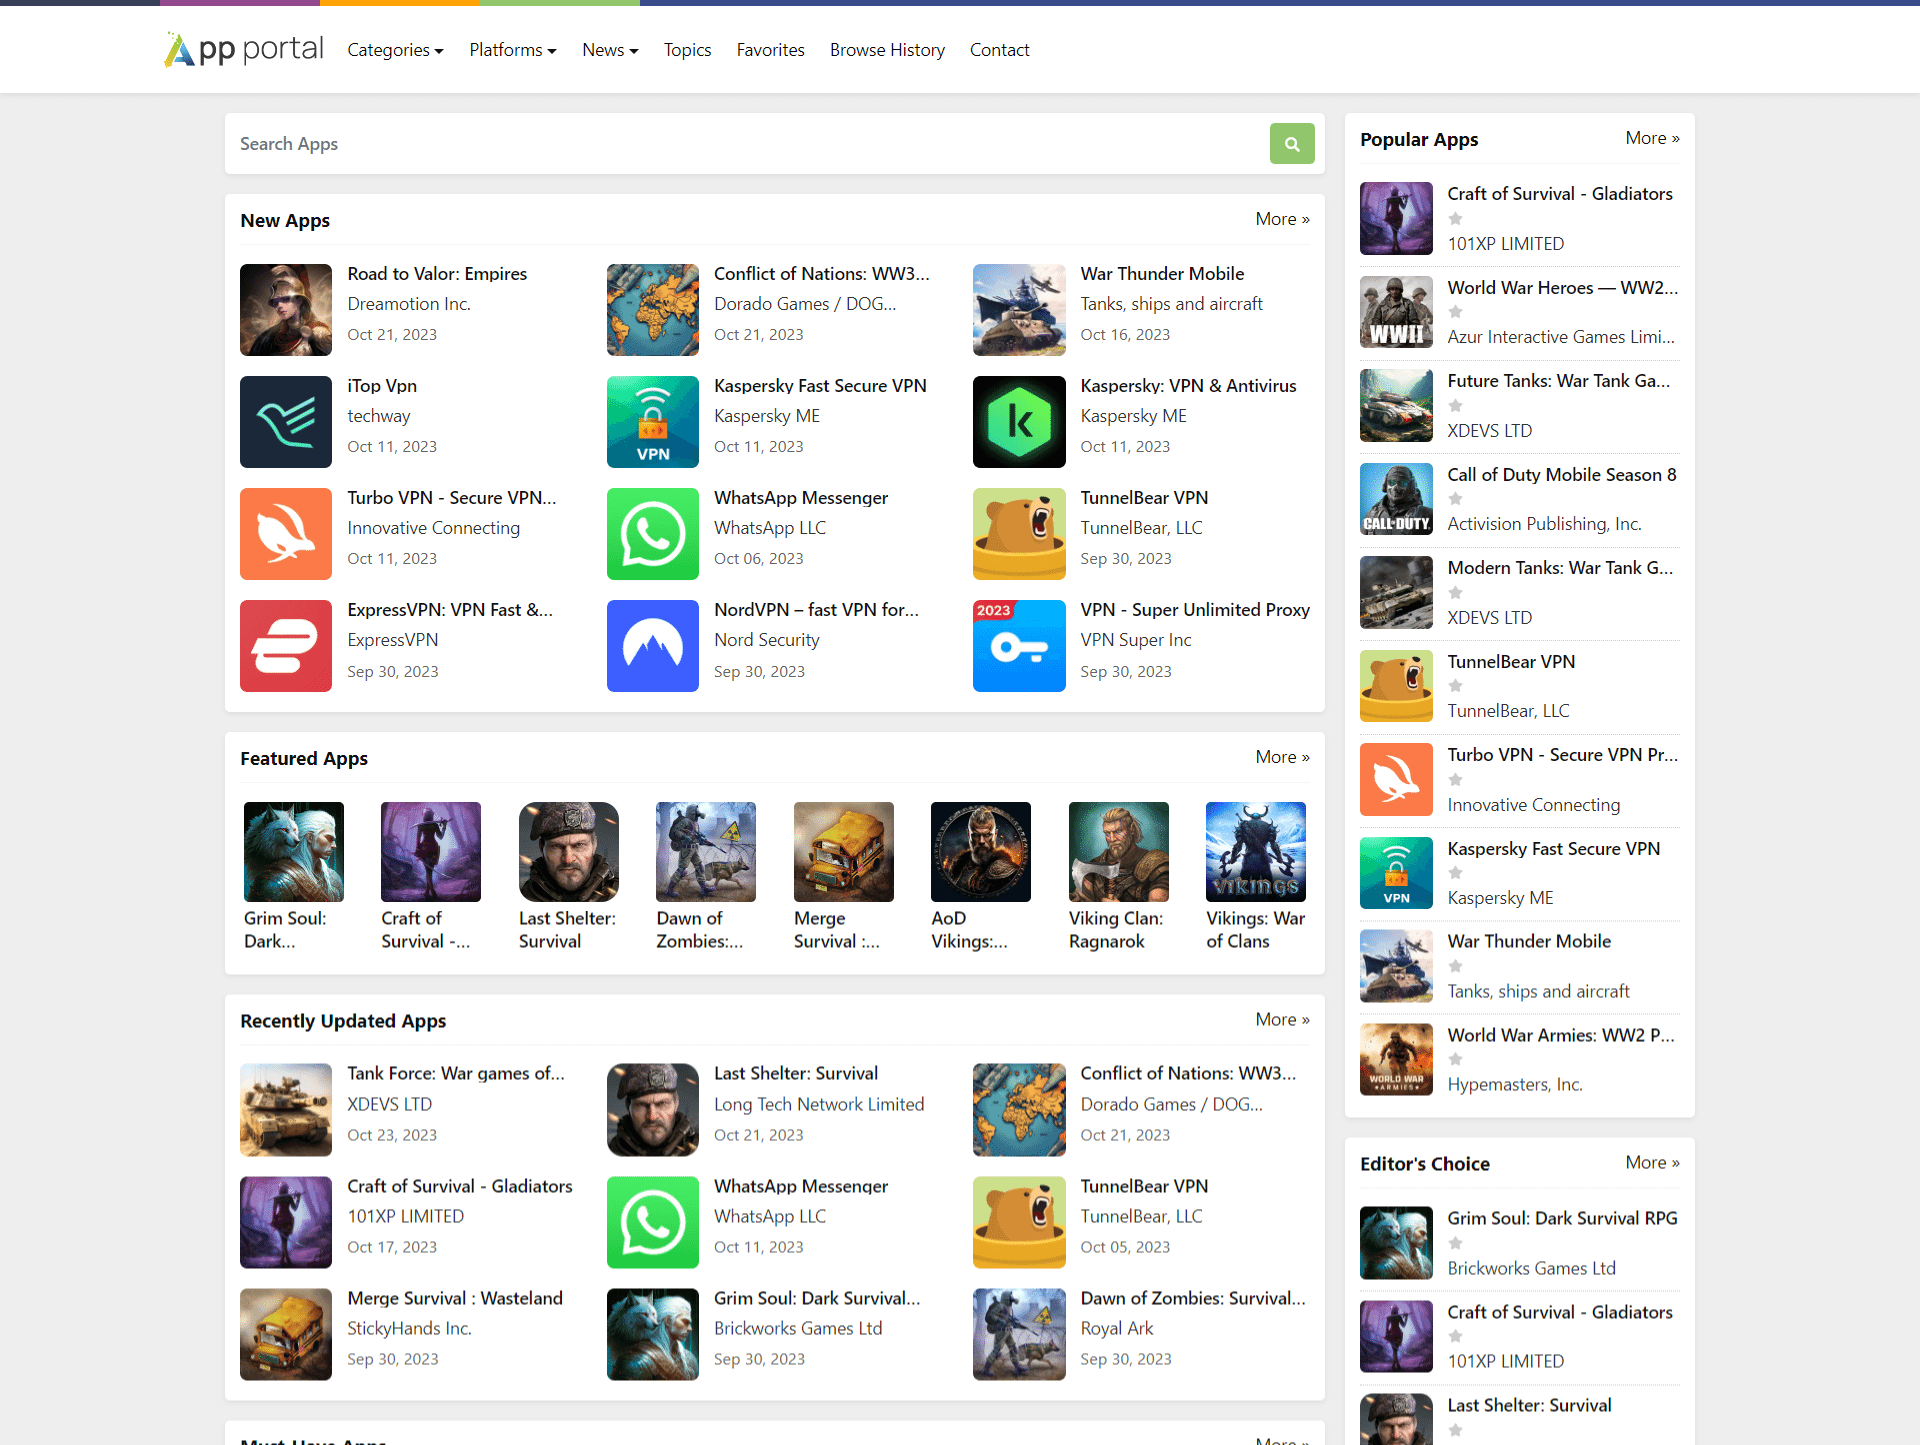 App portal
Categories
Platforms
News
Topics
Favorites
Browse History
Contact
Search Apps
New Apps
More »
Road to Valor: Empires
Dreamotion Inc.
Oct 21, 2023
Conflict of Nations: WW3...
Dorado Games / DOG...
Oct 21, 2023
War Thunder Mobile
Tanks, ships and aircraft
Oct 16, 2023
iTop Vpn
techway
Oct 11, 2023
VPN
Kaspersky Fast Secure VPN
Kaspersky ME
Oct 11, 2023
k
Kaspersky: VPN & Antivirus
Kaspersky ME
Oct 11, 2023
Turbo VPN - Secure VPN...
Innovative Connecting
Oct 11, 2023
WhatsApp Messenger
WhatsApp LLC
Oct 06, 2023
TunnelBear VPN
TunnelBear, LLC
Sep 30, 2023
ExpressVPN: VPN Fast &...
ExpressVPN
Sep 30, 2023
NordVPN – fast VPN for...
Nord Security
Sep 30, 2023
2023
VPN - Super Unlimited Proxy
VPN Super Inc
Sep 30, 2023
Featured Apps
More »
Grim Soul:
Dark...
Craft of
Survival -...
Last Shelter:
Survival
Dawn of
Zombies:...
Merge
Survival :...
AoD
Vikings:...
Viking Clan:
Ragnarok
VIKINGS
Vikings: War
of Clans
Recently Updated Apps
More »
Tank Force: War games of...
XDEVS LTD
Oct 23, 2023
Last Shelter: Survival
Long Tech Network Limited
Oct 21, 2023
Conflict of Nations: WW3...
Dorado Games / DOG...
Oct 21, 2023
Craft of Survival - Gladiators
101XP LIMITED
Oct 17, 2023
WhatsApp Messenger
WhatsApp LLC
Oct 11, 2023
TunnelBear VPN
TunnelBear, LLC
Oct 05, 2023
Merge Survival : Wasteland
StickyHands Inc.
Sep 30, 2023
Grim Soul: Dark Survival...
Brickworks Games Ltd
Sep 30, 2023
Dawn of Zombies: Survival...
Royal Ark
Sep 30, 2023
Must-Have Apps
More »
Popular Apps
More »
Craft of Survival - Gladiators
101XP LIMITED
WWII
World War Heroes — WW2...
Azur Interactive Games Limi...
Future Tanks: War Tank Ga...
XDEVS LTD
CALL OF DUTY
Call of Duty Mobile Season 8
Activision Publishing, Inc.
Modern Tanks: War Tank G...
XDEVS LTD
TunnelBear VPN
TunnelBear, LLC
Turbo VPN - Secure VPN Pr...
Innovative Connecting
VPN
Kaspersky Fast Secure VPN
Kaspersky ME
War Thunder Mobile
Tanks, ships and aircraft
WORLD WAR
ARMIES
World War Armies: WW2 P...
Hypemasters, Inc.
Editor's Choice
More »
Grim Soul: Dark Survival RPG
Brickworks Games Ltd
Craft of Survival - Gladiators
101XP LIMITED
Last Shelter: Survival